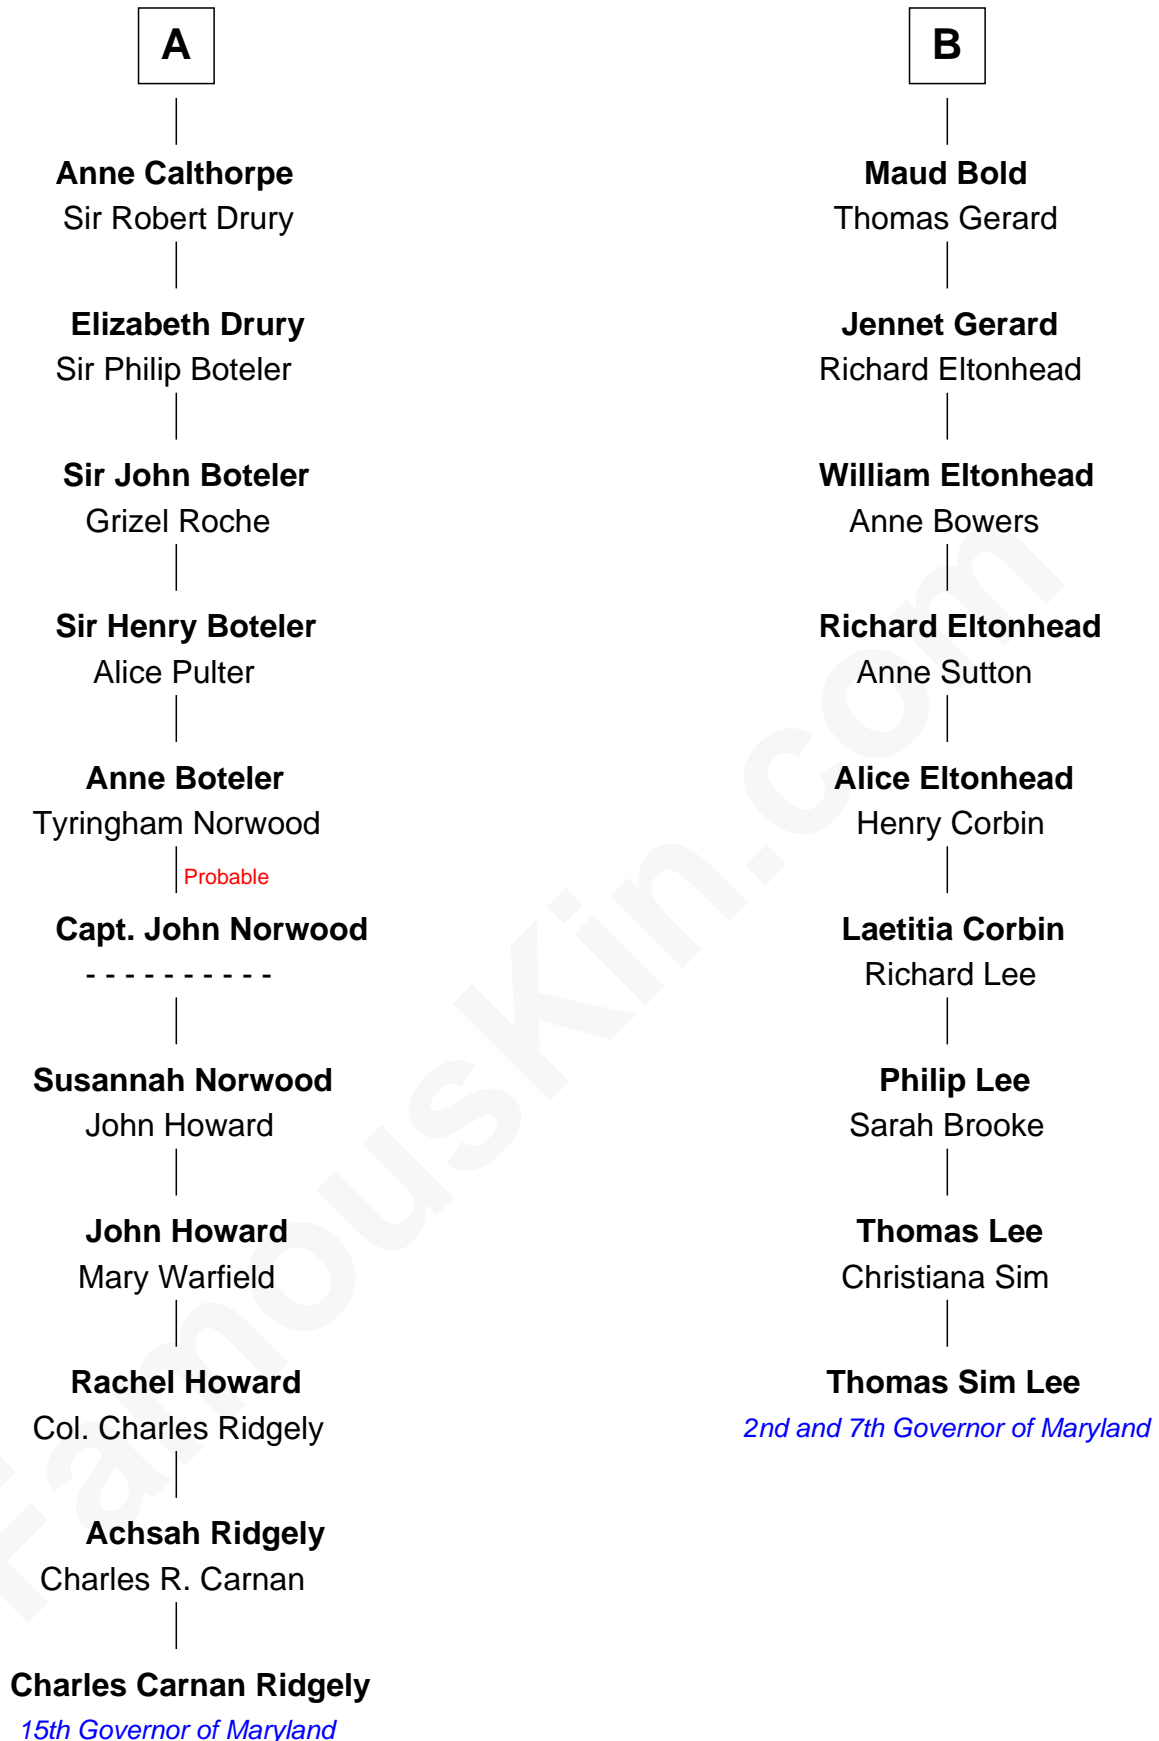 A
Anne Calthorpe
Sir Robert Drury
Elizabeth Drury
Sir Philip Boteler
Sir John Boteler
Grizel Roche
Sir Henry Boteler
Alice Pulter
Anne Boteler
Tyringham Norwood
Probable
Capt. John Norwood
- - - - - - - - - -
Susannah Norwood
John Howard
John Howard
Mary Warfield
Rachel Howard
Col. Charles Ridgely
Achsah Ridgely
Charles R. Carnan
Charles Carnan Ridgely
15th Governor of Maryland
B
Maud Bold
Thomas Gerard
Jennet Gerard
Richard Eltonhead
William Eltonhead
Anne Bowers
Richard Eltonhead
Anne Sutton
Alice Eltonhead
Henry Corbin
Laetitia Corbin
Richard Lee
Philip Lee
Sarah Brooke
Thomas Lee
Christiana Sim
Thomas Sim Lee
2nd and 7th Governor of Maryland
FamousKin.com